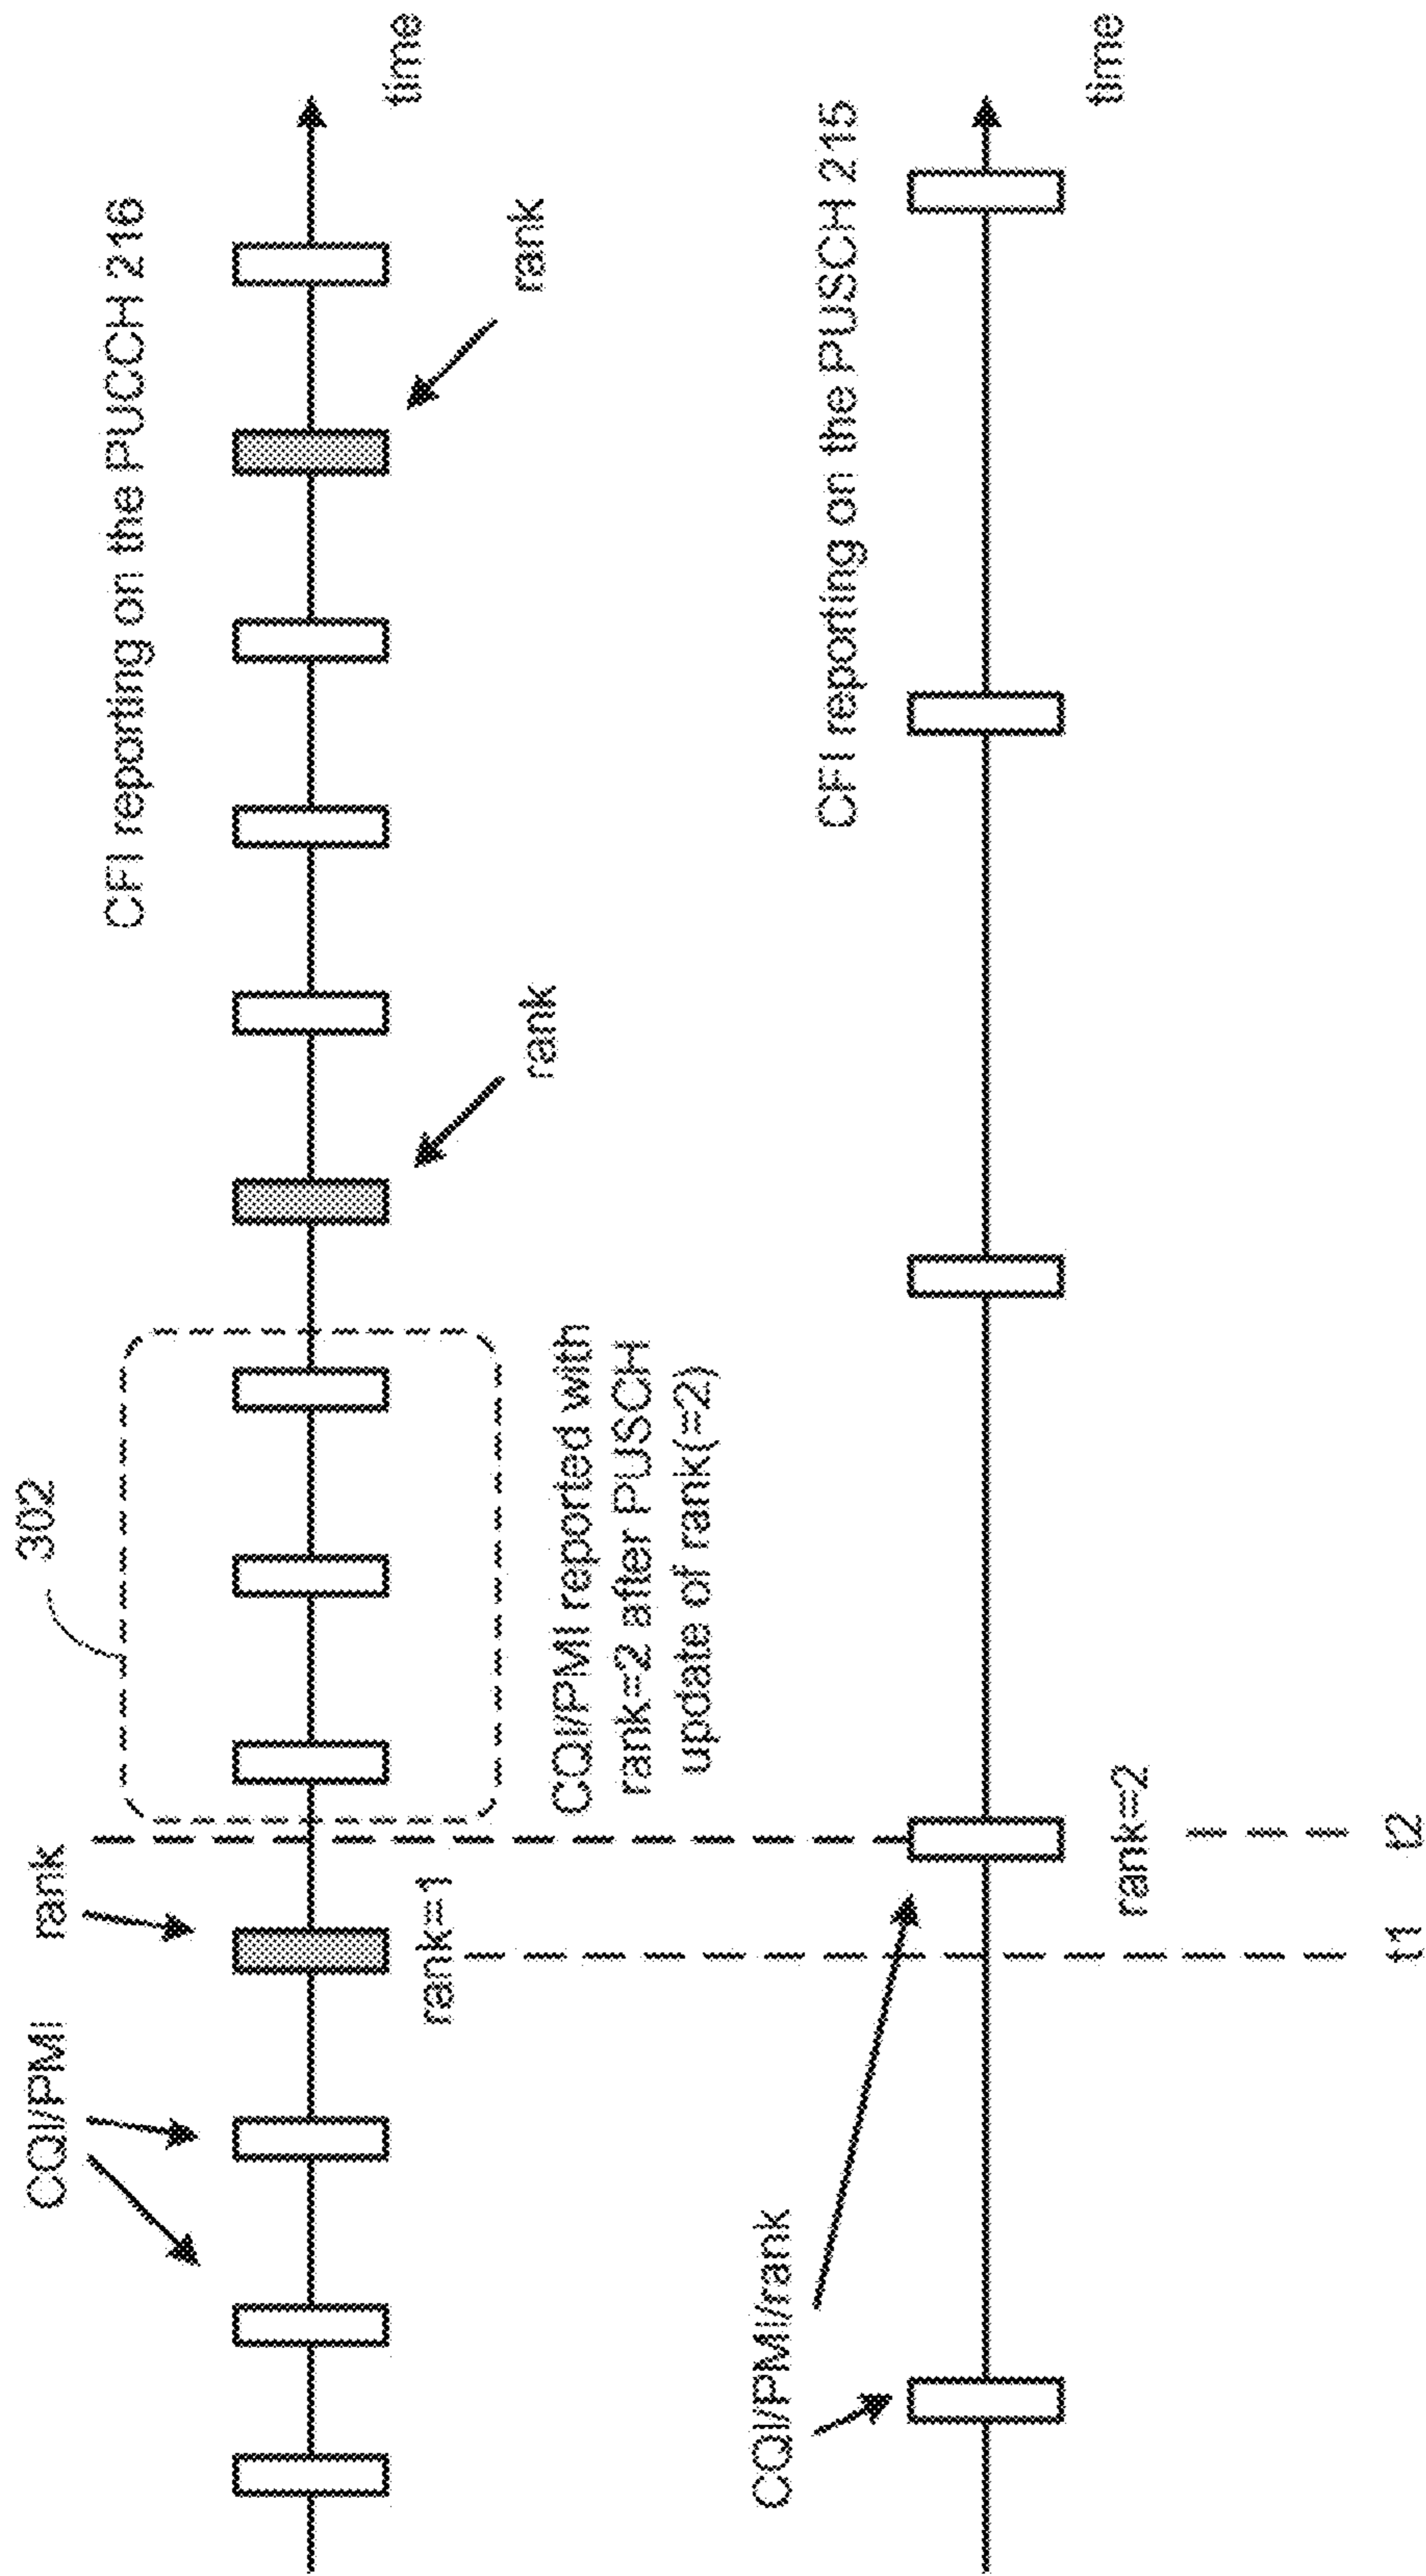 CFI reporting on the PUCCH 216
302
rank
CQI/PMI
rank=1
rank
rank
time
CQI/PMI reported with
rank=2 after PUSCH
update of rank(=2)
CFI reporting on the PUSCH 215
CQI/PMI/rank
rank=2
time
t1
t2